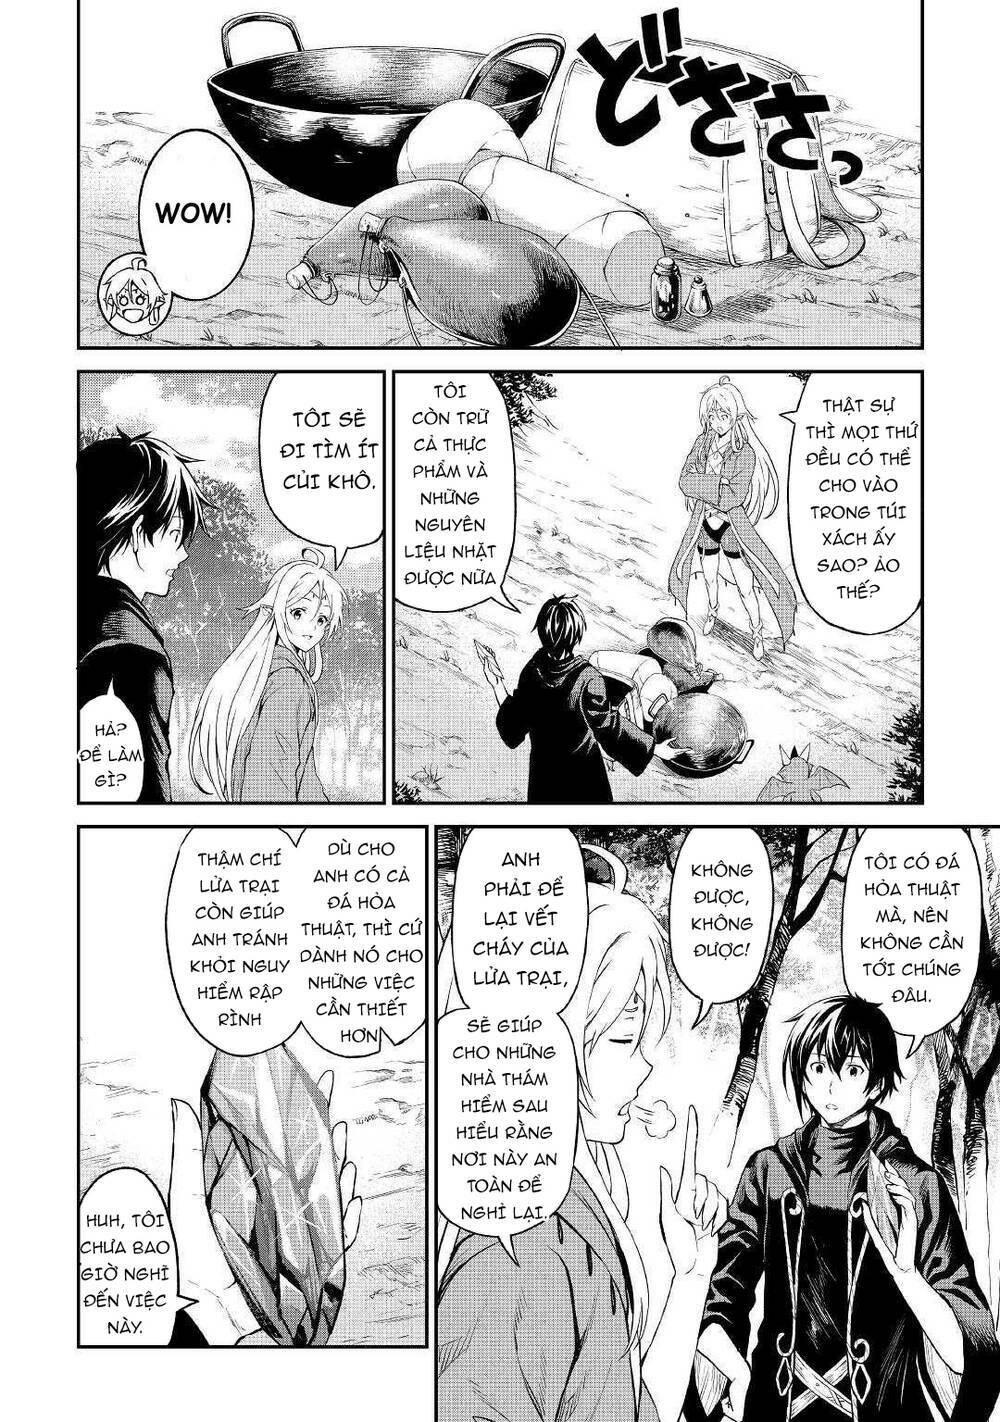 どささささっ
WOW!
THẬT SỰ
THÌ MỌI THỨ
ĐỀU CÓ THỂ
CHO VÀO
TRONG TÚI
XÁCH ẤY
SAO? ẢO
THẾ?
TÔI
CÒN TRỮ
CẢ THỰC
PHẨM VÀ
NHỮNG
NGUYÊN
LIỆU NHẶT
ĐƯỢC NỮA
TÔI SẼ
ĐI TÌM ÍT
CỦI KHÔ.
HẢ?
ĐỂ LÀM
GÌ?
TÔI CÓ ĐÁ
HỎA THUẬT
MÀ, NÊN
KHÔNG CẦN
TỚI CHÚNG
ĐÂU.
KHÔNG
ĐƯỢC,
KHÔNG
ĐƯỢC!
ANH
PHẢI ĐỂ
LẠI VẾT
CHÁY CỦA
LỬA TRẠI,
SẼ GIÚP
CHO NHỮNG
NHÀ THÁM
HIỂM SAU
HIỂU RẰNG
NƠI NÀY AN
TOÀN ĐỂ
NGHỈ LẠI.
DÙ CHO
ANH CÓ CẢ
ĐÁ HỎA
THUẬT, THÌ CỨ
DÀNH NÓ CHO
NHỮNG VIỆC
CẦN THIẾT
HƠN
THẬM CHÍ
LỬA TRẠI
CÒN GIÚP
ANH TRÁNH
KHỎI NGUY
HIỂM RẬP
RÌNH
HUH, TÔI
CHƯA BAO
GIỜ NGHĨ
ĐẾN VIỆC
NÀY.